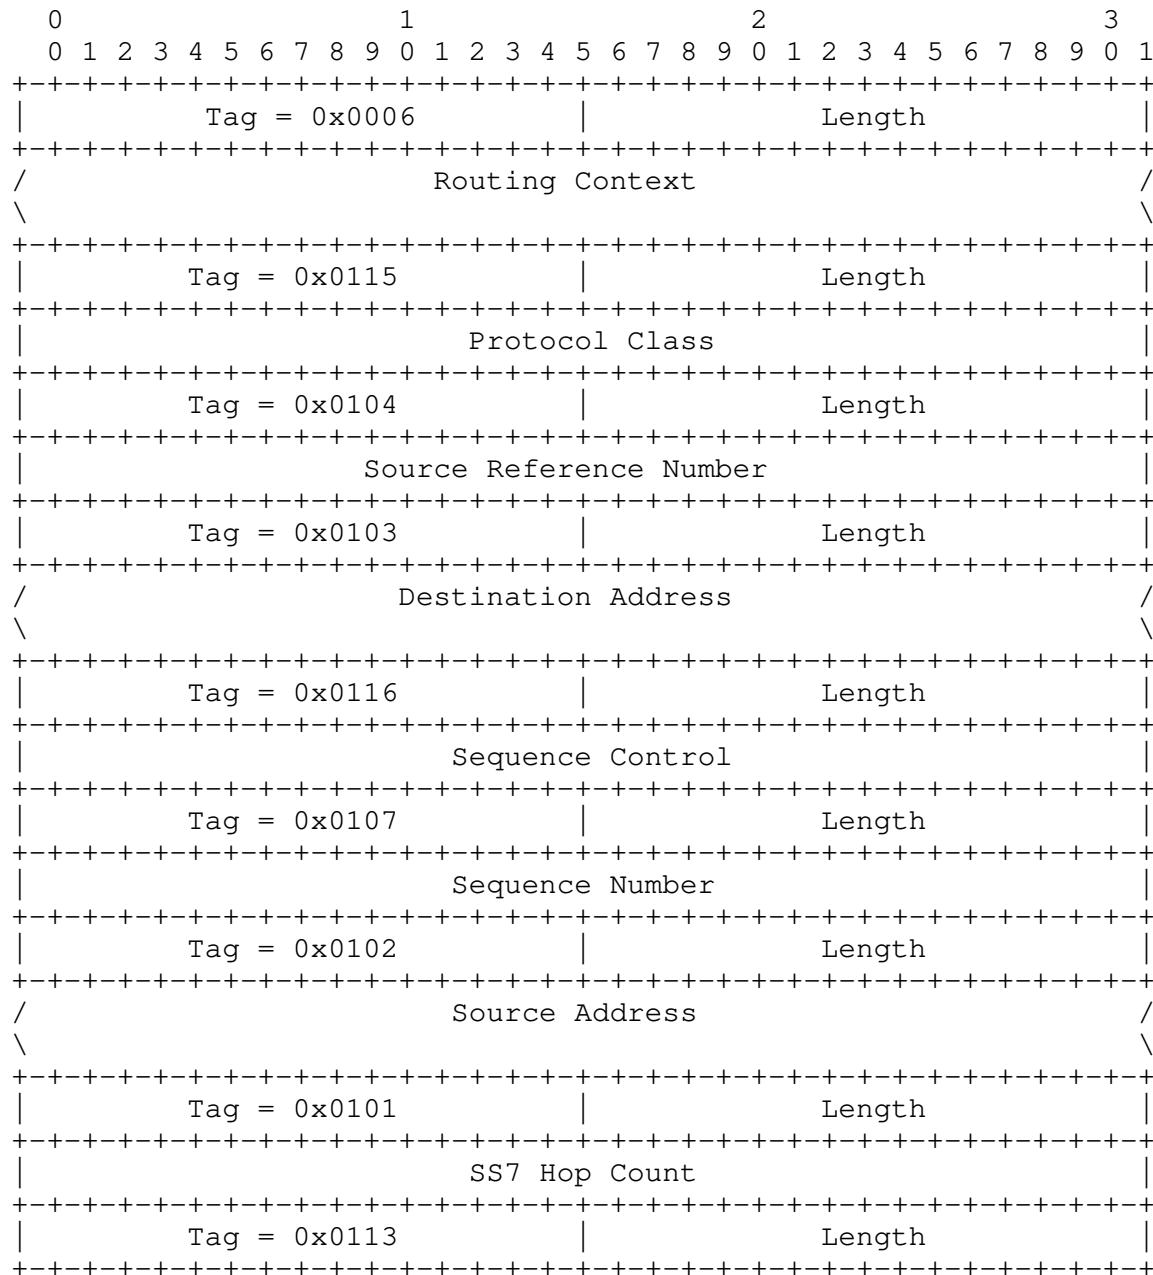 0                   1                   2                   3
 0 1 2 3 4 5 6 7 8 9 0 1 2 3 4 5 6 7 8 9 0 1 2 3 4 5 6 7 8 9 0 1
+-+-+-+-+-+-+-+-+-+-+-+-+-+-+-+-+-+-+-+-+-+-+-+-+-+-+-+-+-+-+-+-+
|          Tag = 0x0006         |             Length            |
+-+-+-+-+-+-+-+-+-+-+-+-+-+-+-+-+-+-+-+-+-+-+-+-+-+-+-+-+-+-+-+-+
/                       Routing Context                         /
\                                                               \
+-+-+-+-+-+-+-+-+-+-+-+-+-+-+-+-+-+-+-+-+-+-+-+-+-+-+-+-+-+-+-+-+
|         Tag = 0x0115          |             Length            |
+-+-+-+-+-+-+-+-+-+-+-+-+-+-+-+-+-+-+-+-+-+-+-+-+-+-+-+-+-+-+-+-+
|                         Protocol Class                        |
+-+-+-+-+-+-+-+-+-+-+-+-+-+-+-+-+-+-+-+-+-+-+-+-+-+-+-+-+-+-+-+-+
|         Tag = 0x0104          |             Length            |
+-+-+-+-+-+-+-+-+-+-+-+-+-+-+-+-+-+-+-+-+-+-+-+-+-+-+-+-+-+-+-+-+
|                   Source Reference Number                     |
+-+-+-+-+-+-+-+-+-+-+-+-+-+-+-+-+-+-+-+-+-+-+-+-+-+-+-+-+-+-+-+-+
|         Tag = 0x0103          |             Length            |
+-+-+-+-+-+-+-+-+-+-+-+-+-+-+-+-+-+-+-+-+-+-+-+-+-+-+-+-+-+-+-+-+
/                     Destination Address                       /
\                                                               \
+-+-+-+-+-+-+-+-+-+-+-+-+-+-+-+-+-+-+-+-+-+-+-+-+-+-+-+-+-+-+-+-+
|         Tag = 0x0116          |             Length            |
+-+-+-+-+-+-+-+-+-+-+-+-+-+-+-+-+-+-+-+-+-+-+-+-+-+-+-+-+-+-+-+-+
|                        Sequence Control                       |
+-+-+-+-+-+-+-+-+-+-+-+-+-+-+-+-+-+-+-+-+-+-+-+-+-+-+-+-+-+-+-+-+
|         Tag = 0x0107          |             Length            |
+-+-+-+-+-+-+-+-+-+-+-+-+-+-+-+-+-+-+-+-+-+-+-+-+-+-+-+-+-+-+-+-+
|                        Sequence Number                        |
+-+-+-+-+-+-+-+-+-+-+-+-+-+-+-+-+-+-+-+-+-+-+-+-+-+-+-+-+-+-+-+-+
|         Tag = 0x0102          |             Length            |
+-+-+-+-+-+-+-+-+-+-+-+-+-+-+-+-+-+-+-+-+-+-+-+-+-+-+-+-+-+-+-+-+
/                        Source Address                         /
\                                                               \
+-+-+-+-+-+-+-+-+-+-+-+-+-+-+-+-+-+-+-+-+-+-+-+-+-+-+-+-+-+-+-+-+
|         Tag = 0x0101          |             Length            |
+-+-+-+-+-+-+-+-+-+-+-+-+-+-+-+-+-+-+-+-+-+-+-+-+-+-+-+-+-+-+-+-+
|                         SS7 Hop Count                         |
+-+-+-+-+-+-+-+-+-+-+-+-+-+-+-+-+-+-+-+-+-+-+-+-+-+-+-+-+-+-+-+-+
|         Tag = 0x0113          |             Length            |
+-+-+-+-+-+-+-+-+-+-+-+-+-+-+-+-+-+-+-+-+-+-+-+-+-+-+-+-+-+-+-+-+